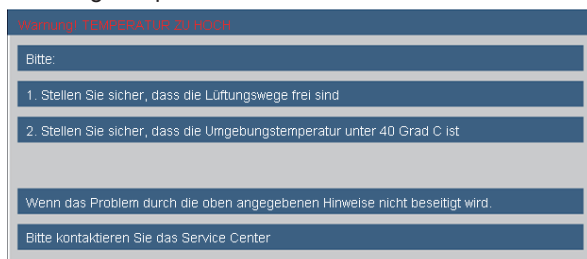 Warnung: TEMPERATUR ZU HOCH
Bitte:
1. Stellen Sie sicher, dass die Lüftungswege frei sind
2. Stellen Sie sicher, dass die Umgebungstemperatur unter 40 Grad C ist
Wenn das Problem durch die oben angegebenen Hinweise nicht beseitigt wird.
Bitte kontaktieren Sie das Service Center